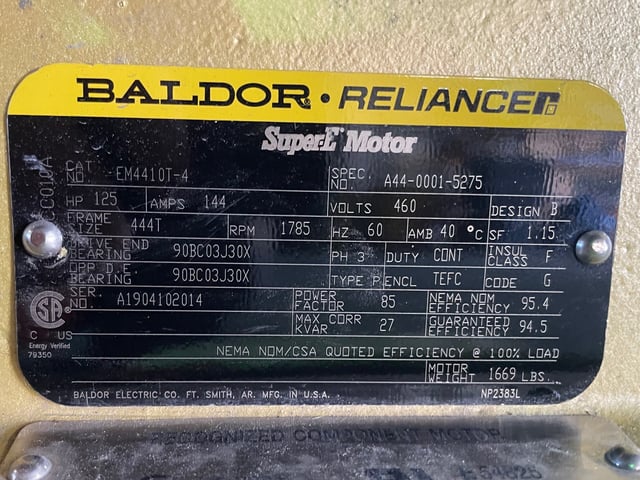 BALDOR • RELIANCER
Super-E Motor
CC010A
CAT. NO. EM4410T-4 SPEC. NO. A44-0001-5275
HP 125 AMPS 144 VOLTS 460 DESIGN B
FRAME SIZE 444T RPM 1785 HZ 60 AMB 40 °C SF 1.15
DRIVE END BEARING 90BC03J30X PH 3 DUTY CONT INSUL CLASS F
OPP D.E. BEARING 90BC03J30X TYPE P ENCL TEFC CODE G
SER. NO. A1904102014 POWER FACTOR 85 NEMA NOM EFFICIENCY 95.4
MAX CORR KVAR 27 GUARANTEED EFFICIENCY 94.5
SA
C US
Energy Verified
79350
NEMA NOM/CSA QUOTED EFFICIENCY @ 100% LOAD
MOTOR WEIGHT 1669 LBS.
BALDOR ELECTRIC CO. FT. SMITH, AR. MFG. IN U.S.A. NP2383L
RECOGNIZED COMPONENT MOTOR